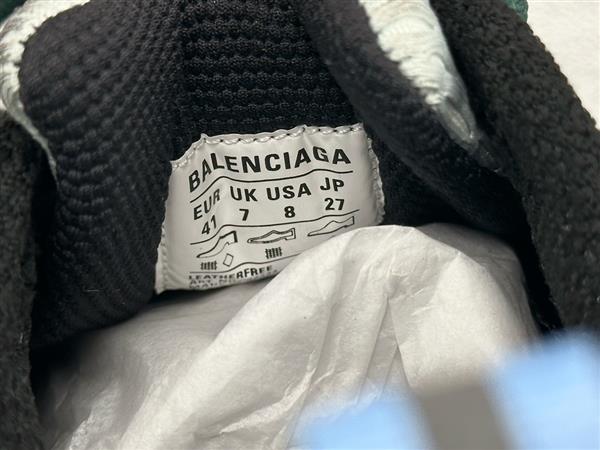 BALENCIAGA
EUR UK USA JP
41 7 8 27
LEATHERFREE